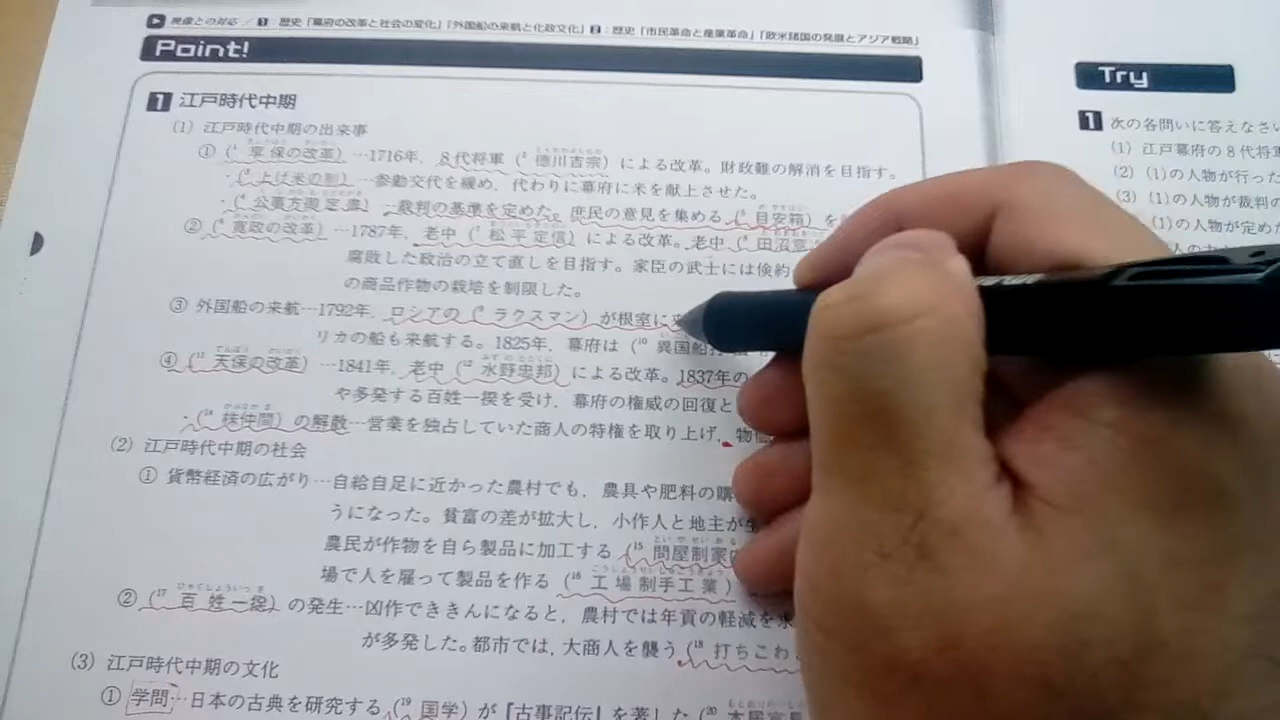 映像との対応 / 1：歴史「幕府の改革と社会の変化」「外国船の来航と化政文化」 2：歴史「市民革命と産業革命」「欧米諸国の発展とアジア戦略」
Point!
1 江戸時代中期
(1) 江戸時代中期の出来事
① (1 享保の改革) …1716年，8代将軍 (2 徳川吉宗) による改革。財政難の解消を目指す。
・(3 上げ米の制) …参勤交代を緩め，代わりに幕府に米を献上させた。
・(4 公事方御定書) …裁判の基準を定めた。庶民の意見を集める (5 目安箱) を
② (6 寛政の改革) …1787年，老中 (7 松平定信) による改革。老中 (8 田沼意
腐敗した政治の立て直しを目指す。家臣の武士には倹約
の商品作物の栽培を制限した。
③ 外国船の来航…1792年，ロシアの (9 ラクスマン) が根室に
リカの船も来航する。1825年，幕府は (10 異国船打
④ (11 天保の改革) …1841年，老中 (12 水野忠邦) による改革。1837年の
や多発する百姓一揆を受け，幕府の権威の回復と
・(14 株仲間) の解散…営業を独占していた商人の特権を取り上げ，物価
(2) 江戸時代中期の社会
① 貨幣経済の広がり…自給自足に近かった農村でも，農具や肥料の購
うになった。貧富の差が拡大し，小作人と地主が
農民が作物を自ら製品に加工する (15 問屋制家
場で人を雇って製品を作る (16 工場制手工業)
② (17 百姓一揆) の発生…凶作でききんになると，農村では年貢の軽減を求
が多発した。都市では，大商人を襲う (18 打ちこわ
(3) 江戸時代中期の文化
① 学問…日本の古典を研究する (19 国学) が『古事記伝』を著した (20 本居宣長
Try
1 次の各問いに答えなさい
(1) 江戸幕府の8代将軍
(2) (1)の人物が行った
(3) (1)の人物が裁判の
(1)の人物が定め